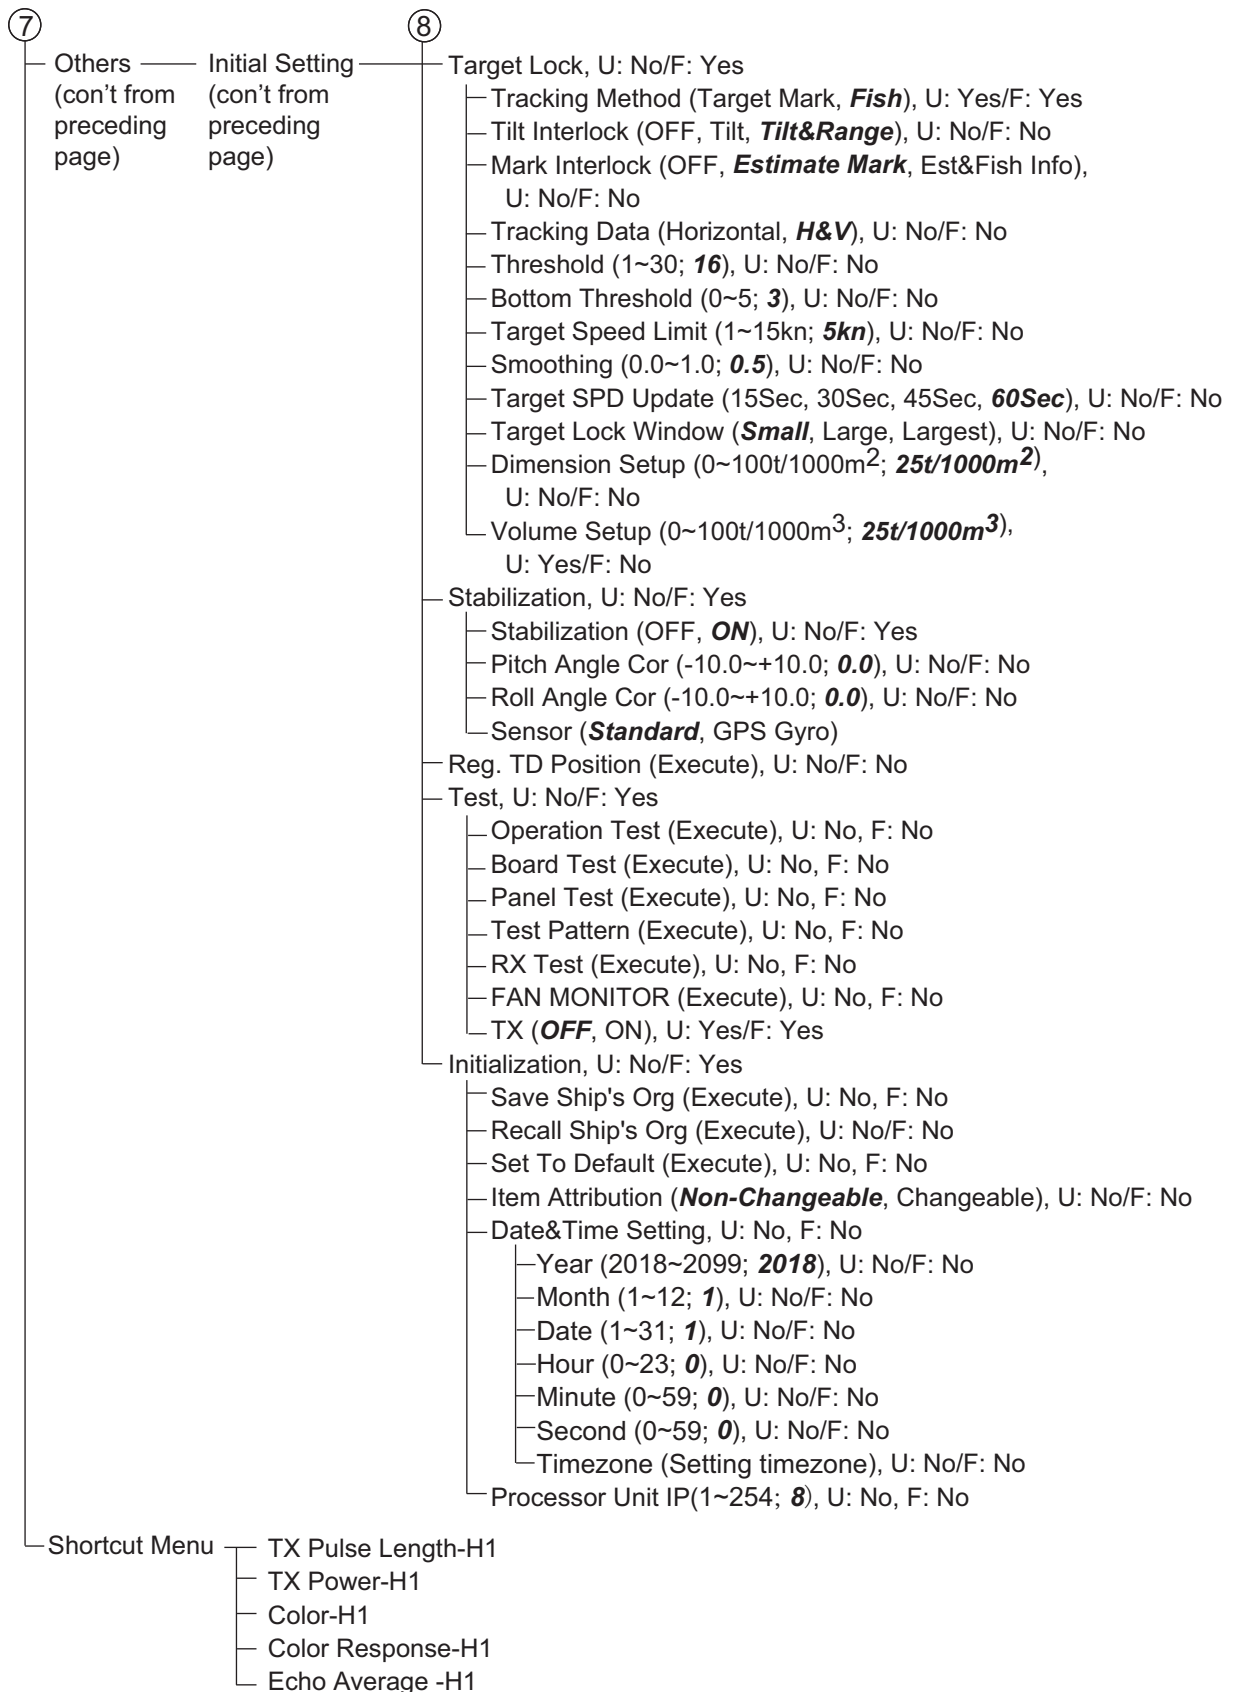 7
8
Others
Initial Setting
(con't from
preceding
page)
(con't from
preceding
page)
Target Lock, U: No/F: Yes
Tracking Method (Target Mark, Fish), U: Yes/F: Yes
Tilt Interlock (OFF, Tilt, Tilt&Range), U: No/F: No
Mark Interlock (OFF, Estimate Mark, Est&Fish Info),
U: No/F: No
Tracking Data (Horizontal, H&V), U: No/F: No
Threshold (1~30; 16), U: No/F: No
Bottom Threshold (0~5; 3), U: No/F: No
Target Speed Limit (1~15kn; 5kn), U: No/F: No
Smoothing (0.0~1.0; 0.5), U: No/F: No
Target SPD Update (15Sec, 30Sec, 45Sec, 60Sec), U: No/F: No
Target Lock Window (Small, Large, Largest), U: No/F: No
Dimension Setup (0~100t/1000m2; 25t/1000m2),
U: No/F: No
Volume Setup (0~100t/1000m3; 25t/1000m3),
U: Yes/F: No
Stabilization, U: No/F: Yes
Stabilization (OFF, ON), U: No/F: Yes
Pitch Angle Cor (-10.0~+10.0; 0.0), U: No/F: No
Roll Angle Cor (-10.0~+10.0; 0.0), U: No/F: No
Sensor (Standard, GPS Gyro)
Reg. TD Position (Execute), U: No/F: No
Test, U: No/F: Yes
Operation Test (Execute), U: No, F: No
Board Test (Execute), U: No, F: No
Panel Test (Execute), U: No, F: No
Test Pattern (Execute), U: No, F: No
RX Test (Execute), U: No, F: No
FAN MONITOR (Execute), U: No, F: No
TX (OFF, ON), U: Yes/F: Yes
Initialization, U: No/F: Yes
Save Ship's Org (Execute), U: No, F: No
Recall Ship's Org (Execute), U: No/F: No
Set To Default (Execute), U: No, F: No
Item Attribution (Non-Changeable, Changeable), U: No/F: No
Date&Time Setting, U: No, F: No
Year (2018~2099; 2018), U: No/F: No
Month (1~12; 1), U: No/F: No
Date (1~31; 1), U: No/F: No
Hour (0~23; 0), U: No/F: No
Minute (0~59; 0), U: No/F: No
Second (0~59; 0), U: No/F: No
Timezone (Setting timezone), U: No/F: No
Processor Unit IP(1~254; 8), U: No, F: No
Shortcut Menu
TX Pulse Length-H1
TX Power-H1
Color-H1
Color Response-H1
Echo Average -H1